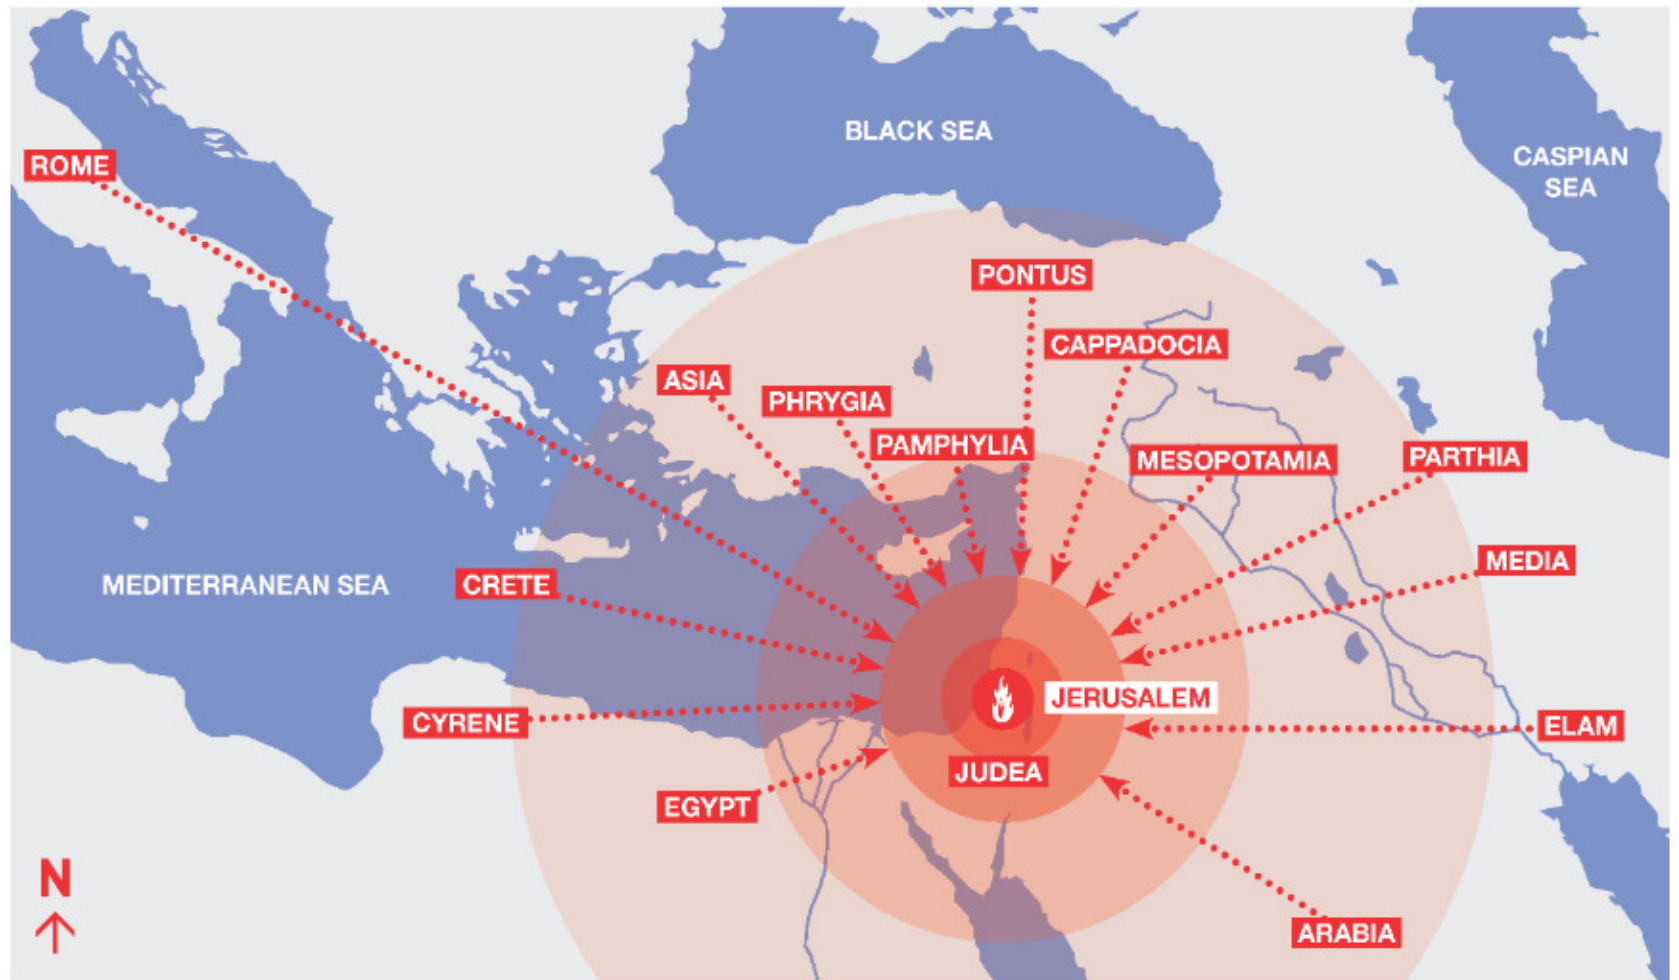 BLACK SEA
CASPIAN
SEA
ROME
PONTUS
CAPPADOCIA
ASIA
PHRYGIA
PAMPHYLIA
MESOPOTAMIA
PARTHIA
MEDIA
MEDITERRANEAN SEA
CRETE
JERUSALEM
CYRENE
ELAM
JUDEA
EGYPT
N
ARABIA